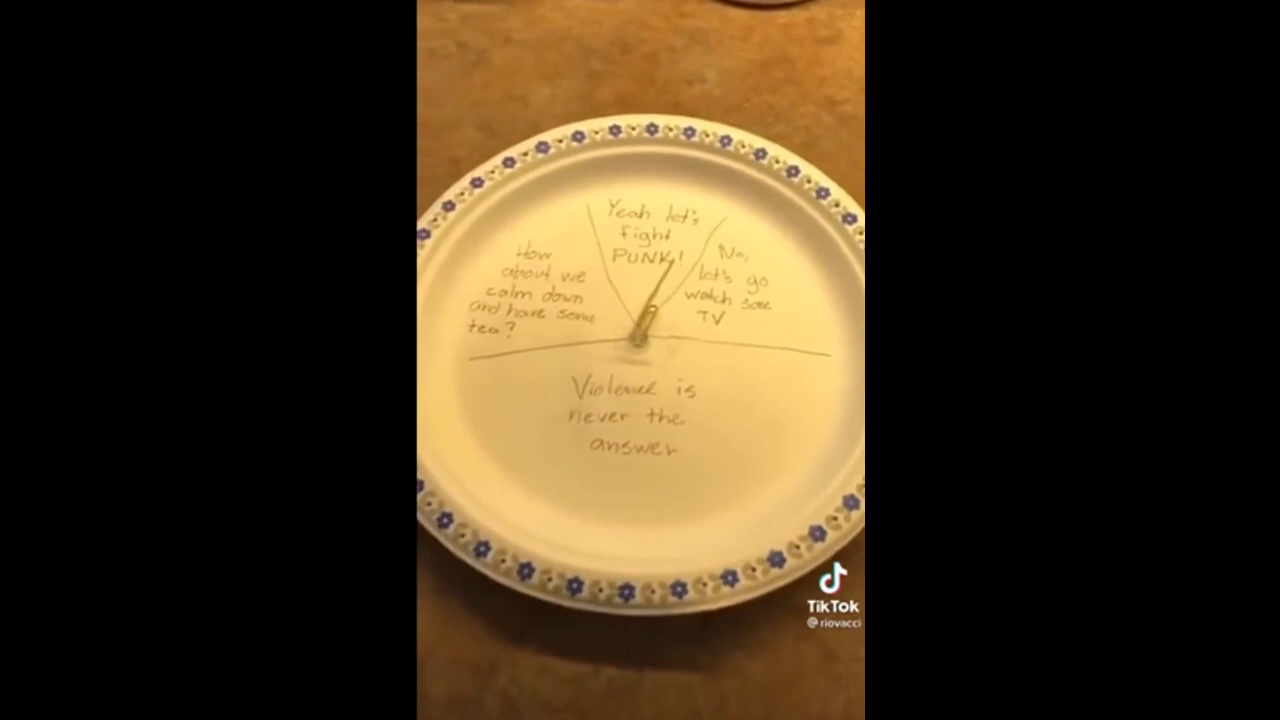 Yeah let's
fight
PUNK!
How
about we
calm down
and have some
tea?
No,
let's go
watch some
TV
Violence is
never the
answer
TikTok
@riovacci